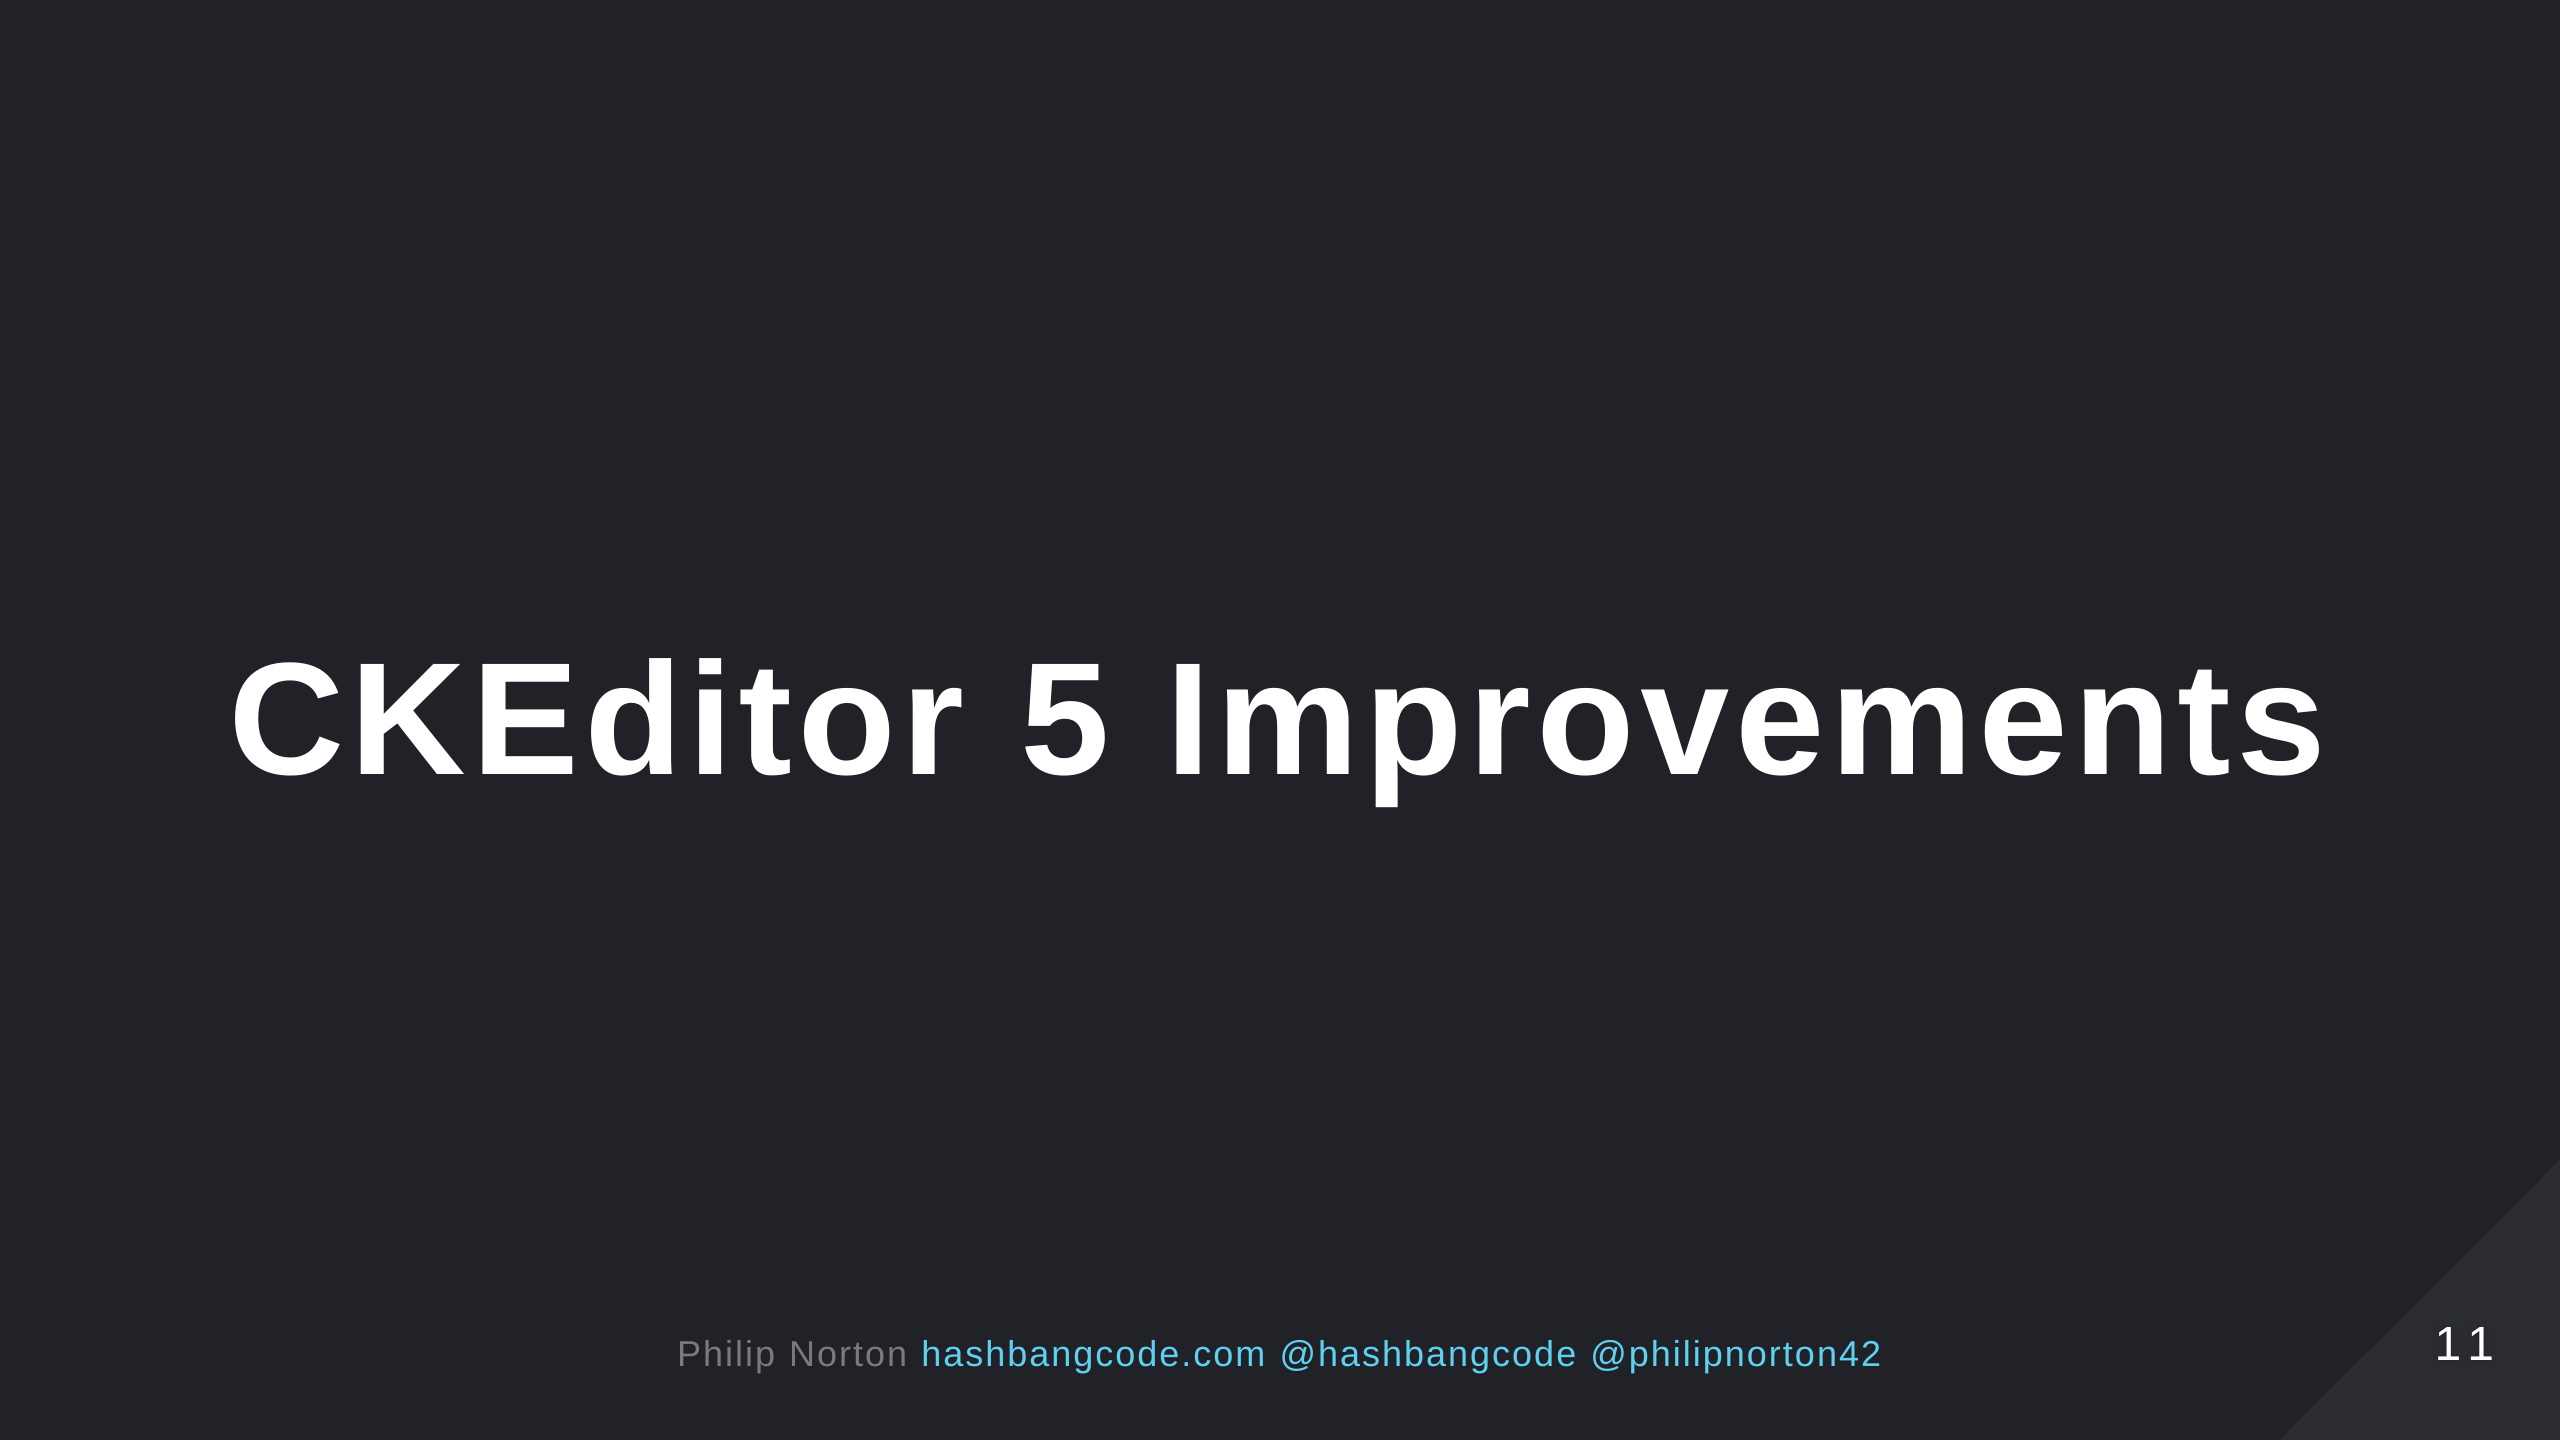 CKEditor 5 Improvements
Philip Norton hashbangcode.com @hashbangcode @philipnorton42
11